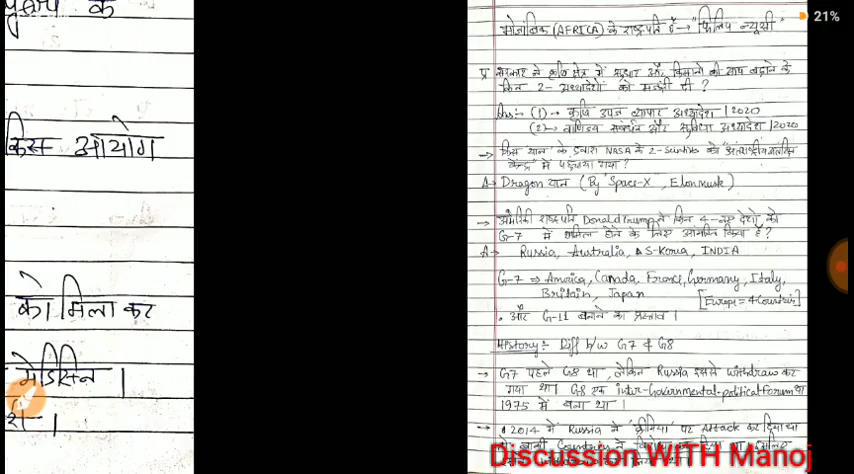 किस आयोग
को मिला कर
मेडिसिन ।
21%
मोजाम्बिक (AFRICA) के राष्ट्रपति हैं → "फिलिप न्यूसी"
प्र सरकार ने कृषि क्षेत्र में सुधार और किसानों की आय बढ़ाने के
किन 2- अध्यादेशों को मंजूरी दी ?
Ans:- (1) → कृषि उपज व्यापार अध्यादेश । 2020
(2) → वाणिज्य संवर्धन और सुविधा अध्यादेश । 2020
→ किस यान के द्वारा NASA के 2- को अंतराष्ट्रीय
केन्द्र में पहुंचाया गया ?
A→ Dragon यान (By Space-X , Elon Musk)
→ अमेरिकी राष्ट्रपति Donald Trump ने किन 4- देशों को
G-7 में शामिल होने के लिए आमंत्रित किया है ?
A→ Russia, Australia, S-Korea, INDIA
G-7 ⇒ America, Canada, France, Germany, Italy,
Britain, Japan [Europe = 4 Countries]
• और G-11 बनाने का प्रस्ताव ।
History:- Diff b/w G7 & G8
→ G7 पहले G8 था, लेकिन Russia इससे withdraw कर
गया था। G8 एक inter-Governmental-political forum था
1975 में बना था ।
→ 2014 में Russia ने 'क्रीमिया' पर Attack कर दिया था
Discussion WiTH Manoj